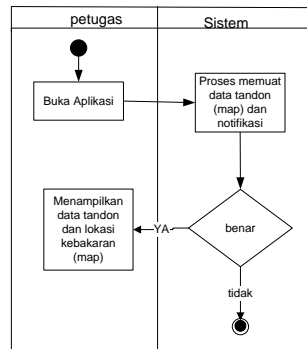 petugas
Sistem
Buka Aplikasi
Proses memuat
data tandon
(map) dan
notifikasi
Menampilkan
data tandon
dan lokasi
kebakaran
(map)
YA
benar
tidak